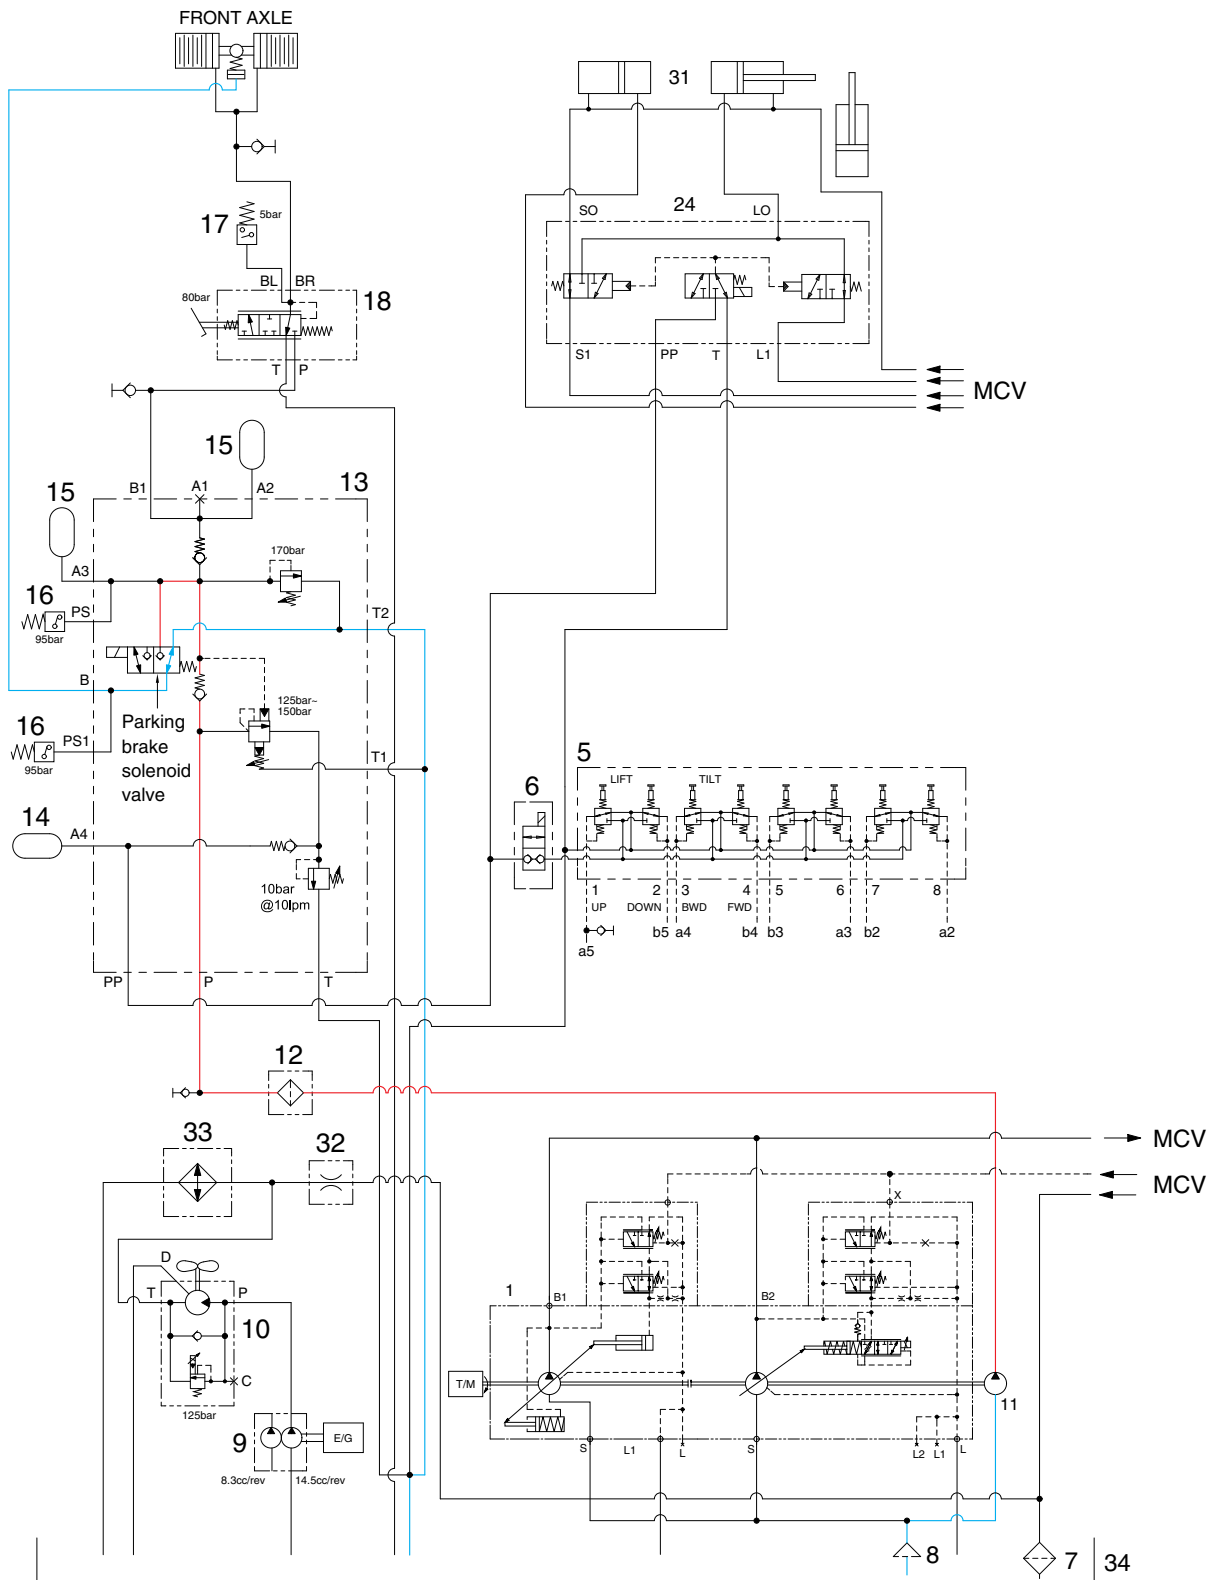 FRONT AXLE
31
17
5bar
SO
24
LO
BL
BR
80bar
18
T
P
S1
PP
T
L1
MCV
15
B1
A1
A2
13
15
170bar
A3
16
PS
95bar
T2
B
125bar~
150bar
16
PS1
95bar
Parking
brake
solenoid
valve
T1
5
6
LIFT
TILT
14
A4
10bar
@10lpm
1
2
3
4
5
6
7
8
UP
DOWN
BWD
FWD
a5
b5
a4
b4
b3
a3
b2
a2
PP
P
T
12
33
32
MCV
MCV
X
D
T
P
10
C
125bar
1
B1
B2
T/M
11
9
E/G
8.3cc/rev
14.5cc/rev
S
L1
L
S
L2
L1
L
8
7
34